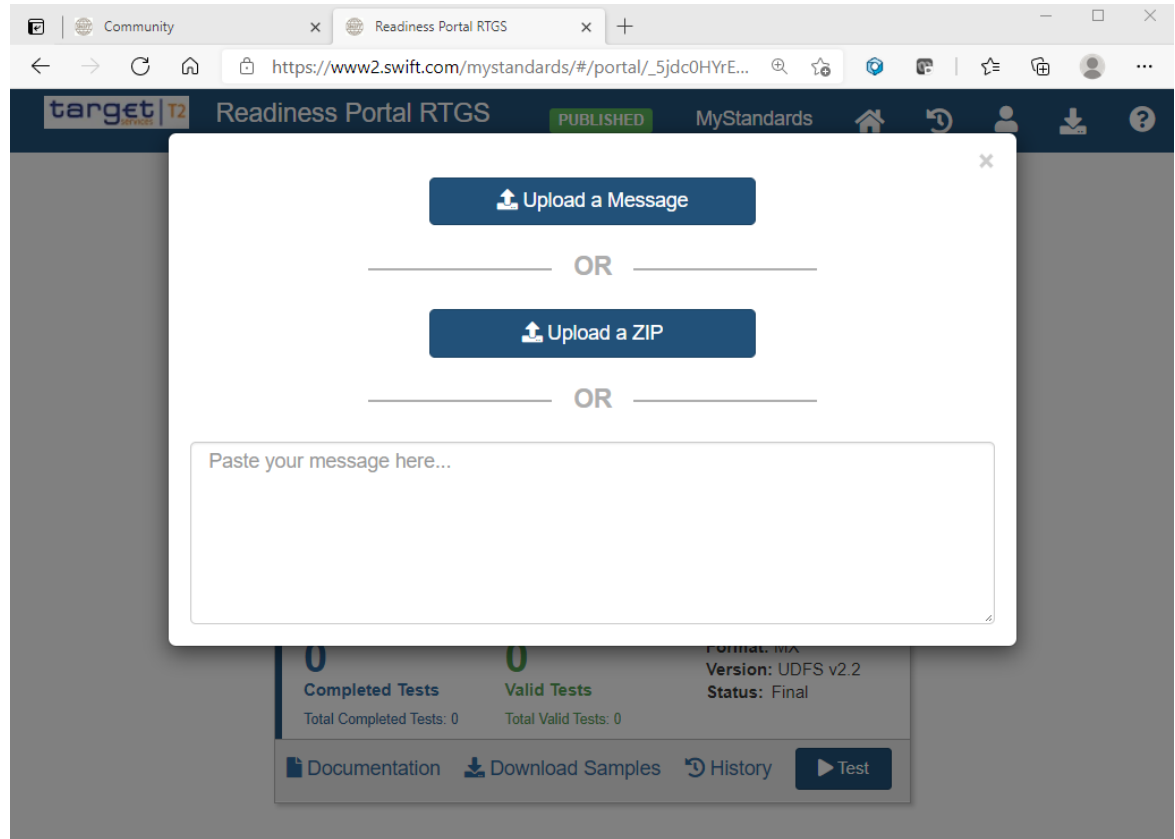 Community
Readiness Portal RTGS
https://www2.swift.com/mystandards/#/portal/_5jdc0HYrE...
target services T2
Readiness Portal RTGS
PUBLISHED
MyStandards
Upload a Message
OR
Upload a ZIP
OR
Paste your message here...
0
0
Format: MX
Completed Tests
Valid Tests
Version: UDFS v2.2
Status: Final
Total Completed Tests: 0
Total Valid Tests: 0
Documentation
Download Samples
History
Test